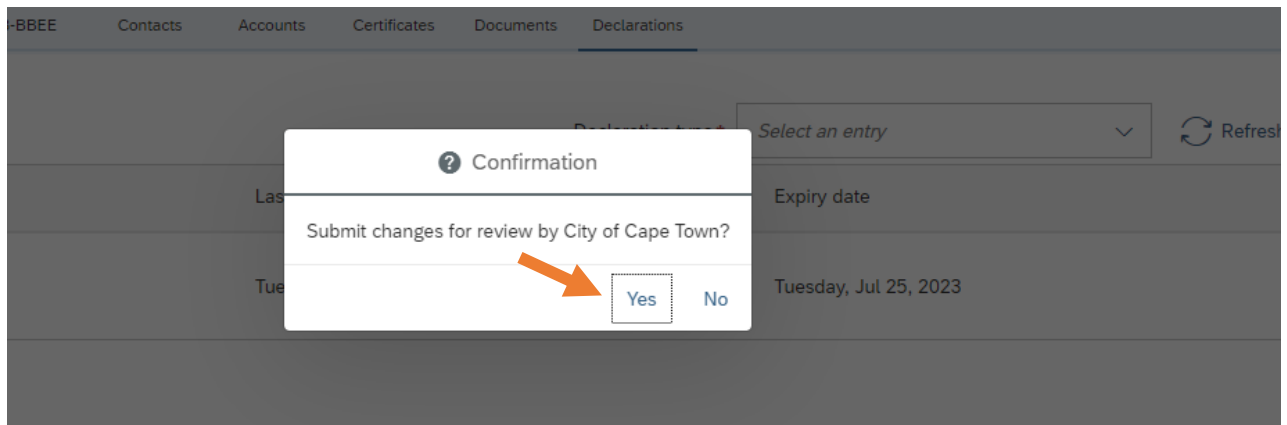 -BBEE Contacts Accounts Certificates Documents Declarations
Select an entry Refresh
Confirmation
Las Expiry date
Submit changes for review by City of Cape Town?
Tue Tuesday, Jul 25, 2023
Yes No